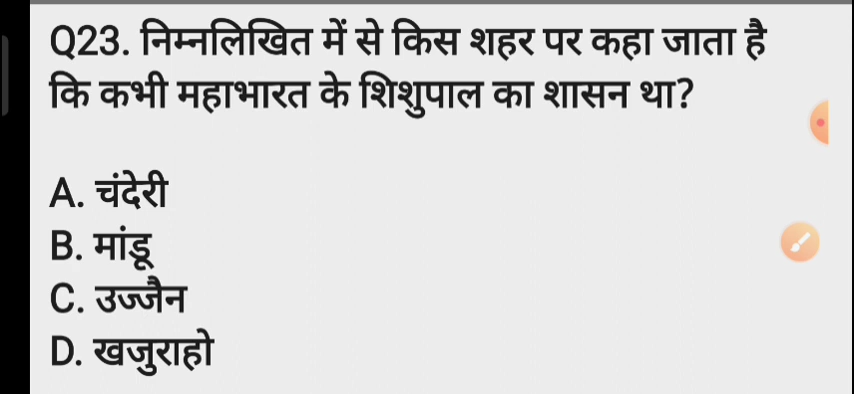 Q23. निम्नलिखित में से किस शहर पर कहा जाता है
कि कभी महाभारत के शिशुपाल का शासन था?
A. चंदेरी
B. मांडू
C. उज्जैन
D. खजुराहो